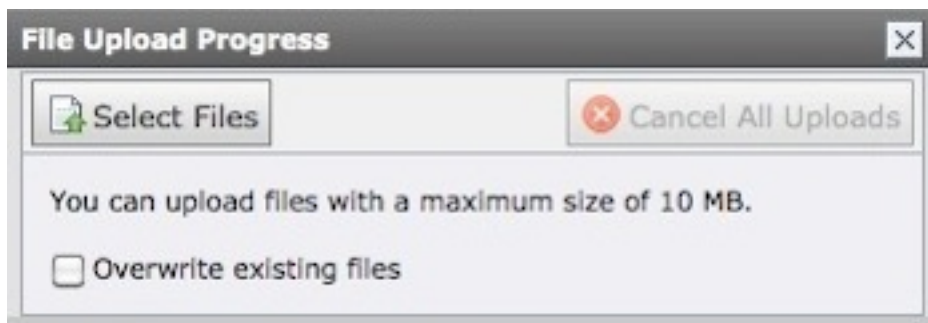 File Upload Progress
Select Files Cancel All Uploads
You can upload files with a maximum size of 10 MB.
Overwrite existing files